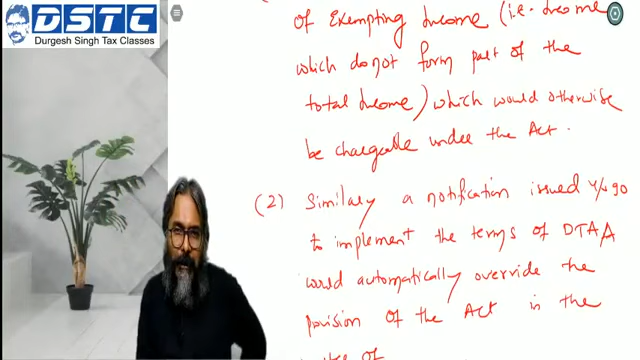 DSTC
Durgesh Singh Tax Classes
of Exempting Income (i.e. Income
which do not form part of the
total Income) which would otherwise
be chargeable under the Act.
(2) Similary a notification issued u/s 90
to implement the terms of DTAA
would automatically override the
provision of the Act in the
of